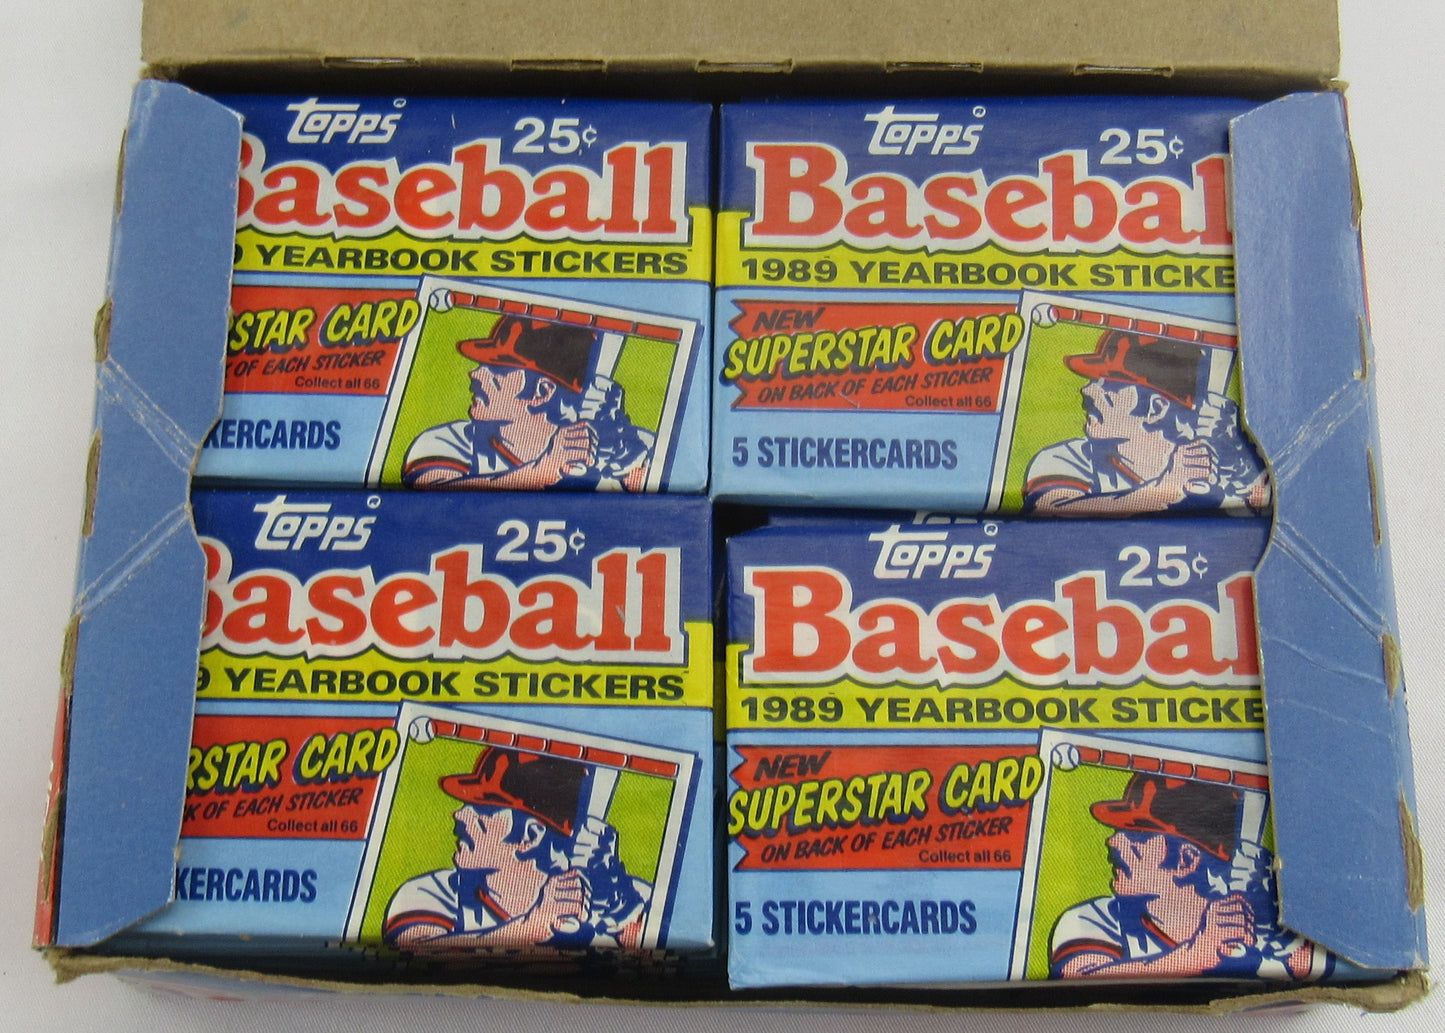 TOPPS
25¢
Baseball
YEARBOOK STICKERS
STAR CARD
OF EACH STICKER
Collect all 66
KERCARDS
TOPPS
25¢
Basebal
1989 YEARBOOK STICKE
NEW
SUPERSTAR CARD
ON BACK OF EACH STICKER
Collect all 66
5 STICKERCARDS
TOPPS
25¢
Baseball
9 YEARBOOK STICKERS
RSTAR CARD
K OF EACH STICKER
Collect all 66
KERCARDS
TOPPS
25¢
Basebal
1989 YEARBOOK STICKE
NEW
SUPERSTAR CARD
ON BACK OF EACH STICKER
Collect all 66
5 STICKERCARDS